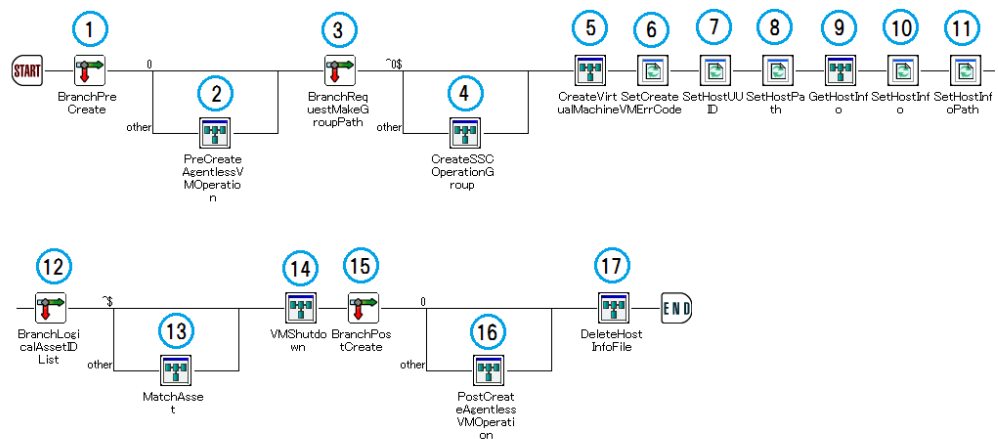 1
3
5
6
7
8
9
10
11
START
0
^0$
BranchPre
Create
BranchReq
uestMakeG
roupPath
CreateVirt
ualMachine
SetCreate
VMErrCode
SetHostUU
ID
SetHostPa
th
GetHostInf
o
SetHostInf
o
SetHostInf
oPath
2
4
other
other
PreCreate
AgentlessV
MOperatio
n
CreateSSC
OperationG
roup
12
14
15
17
^$
0
END
BranchLogi
calAssetID
List
VMShutdo
wn
BranchPos
tCreate
DeleteHost
InfoFile
13
16
other
other
MatchAsse
t
PostCreat
eAgentless
VMOperati
on